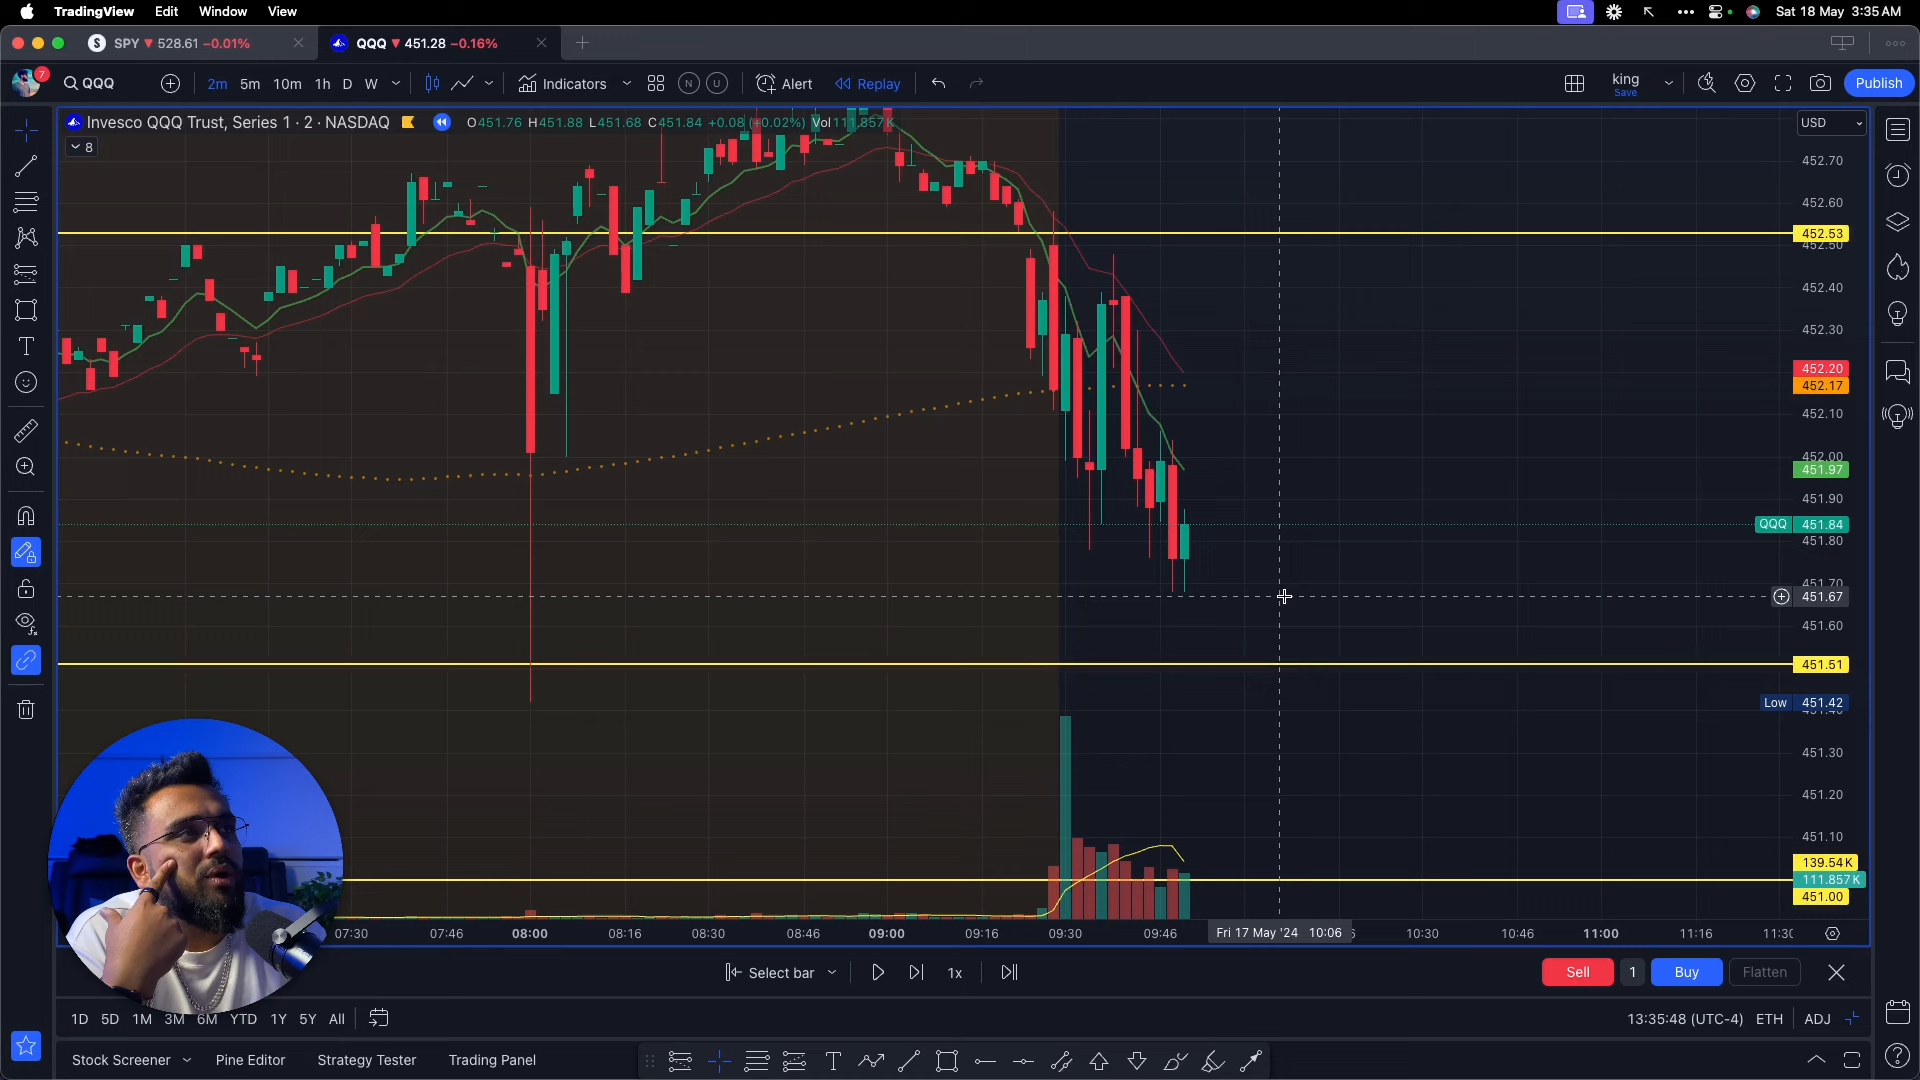 TradingView Edit Window View
Sat 18 May 3:35 AM
S SPY ▼ 528.61 −0.01%
QQQ ▼ 451.28 −0.16%
7
QQQ
2m 5m 10m 1h D W
Indicators
N U
Alert
Replay
king
Save
Publish
Invesco QQQ Trust, Series 1 · 2 · NASDAQ
O451.76 H451.88 L451.68 C451.84 +0.08 (+0.02%) Vol111.857K
USD
8
452.70
452.60
452.53
452.50
452.40
452.30
452.20
452.17
452.10
452.00
451.97
451.90
QQQ 451.84
451.80
451.70
451.67
451.60
451.51
Low 451.42
451.40
451.30
451.20
451.10
139.54K
111.857K
451.00
07:30 07:46 08:00 08:16 08:30 08:46 09:00 09:16 09:30 09:46 Fri 17 May '24 10:06 10:30 10:46 11:00 11:16
Select bar 1x
Sell 1 Buy Flatten
1D 5D 1M 3M 6M YTD 1Y 5Y All
13:35:48 (UTC-4) ETH ADJ
Stock Screener Pine Editor Strategy Tester Trading Panel